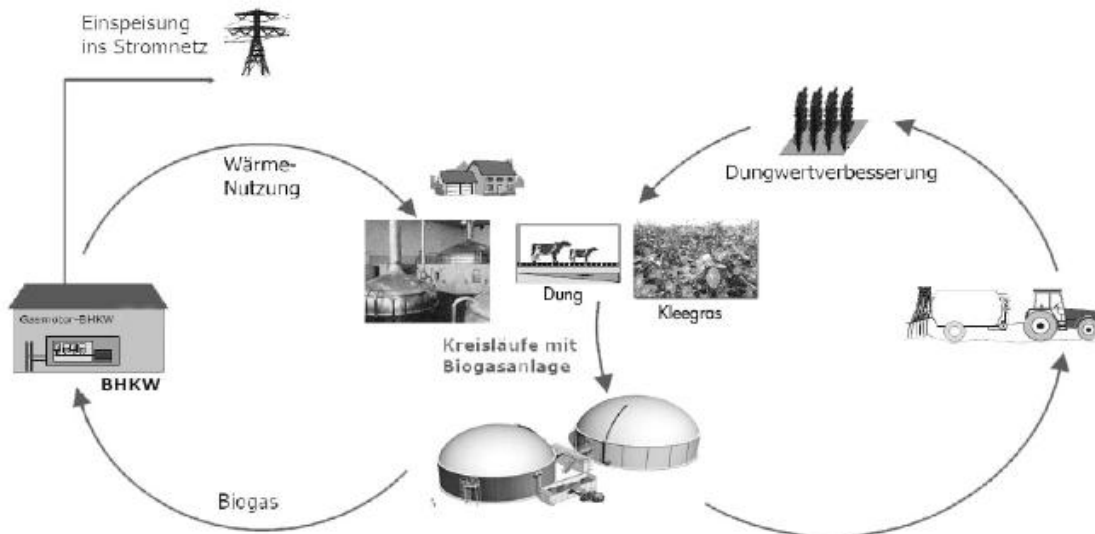 Einspeisung
ins Stromnetz
Wärme-
Nutzung
Dungwertverbesserung
Dung
Kleegras
Gasmotor-BHKW
BHKW
Kreisläufe mit
Biogasanlage
Biogas